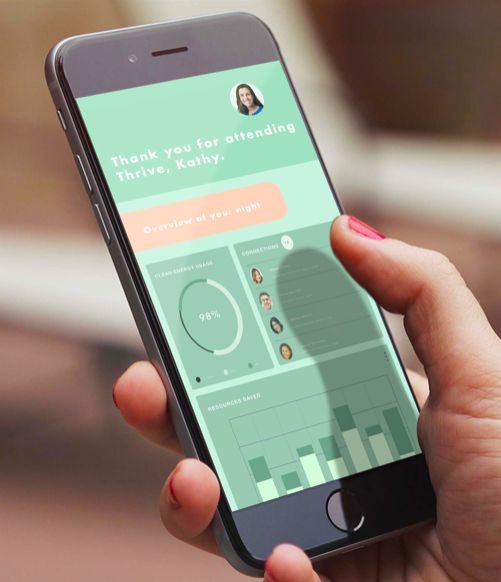 Thank you for attending
Thrive, Kathy.
Overview of your night
CLEAN ENERGY USAGE
98%
CONNECTIONS
RESOURCES SAVED